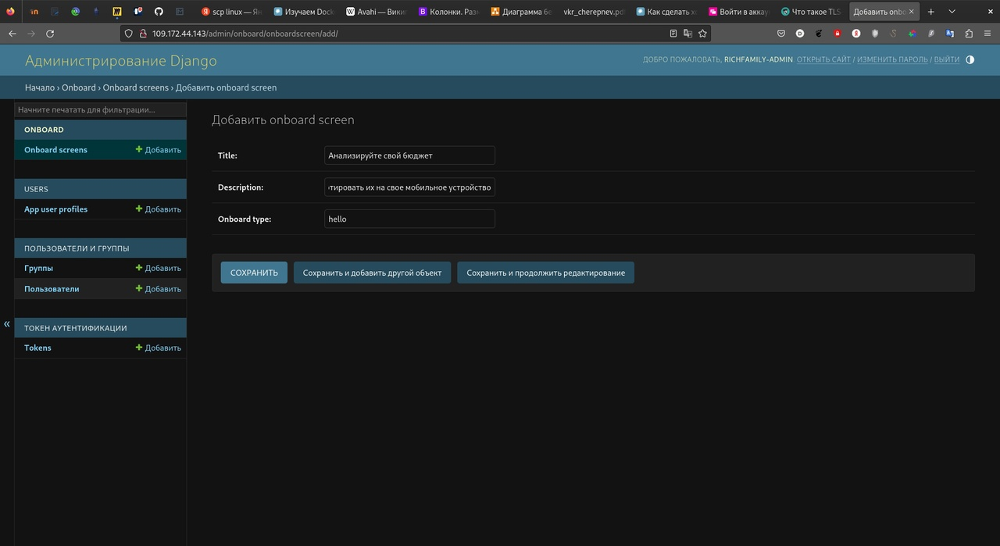 scp linux — Ян
Изучаем Dock
Avahi — Вики
Колонки. Раз
Диаграмма бе
vkr_cherepnev.pd
Как сделать хо
Войти в аккау
Что такое TLS
Добавить onbo
109.172.44.143/admin/onboard/onboardscreen/add/
Администрирование Django
ДОБРО ПОЖАЛОВАТЬ, RICHFAMILY-ADMIN. ОТКРЫТЬ САЙТ / ИЗМЕНИТЬ ПАРОЛЬ / ВЫЙТИ
Начало › Onboard › Onboard screens › Добавить onboard screen
Начните печатать для фильтрации...
ONBOARD
Onboard screens Добавить
USERS
App user profiles Добавить
ПОЛЬЗОВАТЕЛИ И ГРУППЫ
Группы Добавить
Пользователи Добавить
ТОКЕН АУТЕНТИФИКАЦИИ
Tokens Добавить
«
Добавить onboard screen
Title: Анализируйте свой бюджет
Description: тировать их на свое мобильное устройство
Onboard type: hello
СОХРАНИТЬ Сохранить и добавить другой объект Сохранить и продолжить редактирование